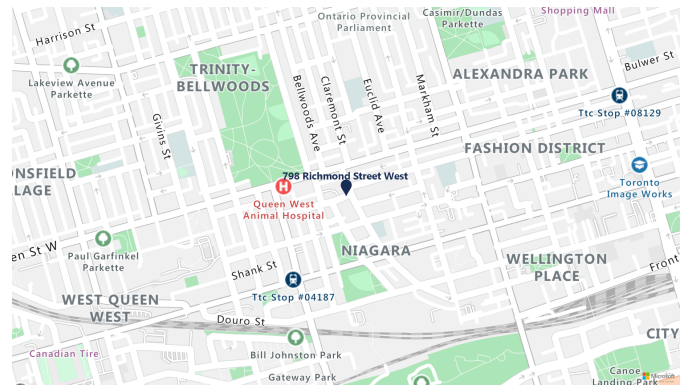 Ontario Provincial
Parliament
Casimir/Dundas
Parkette
Shopping Mall
Harrison St
Lakeview Avenue
Parkette
TRINITY-
BELLWOODS
Bellwoods Ave
Claremont St
Euclid Ave
Markham St
ALEXANDRA PARK
Bulwer St
Ttc Stop #08129
Givins St
FASHION DISTRICT
ONSFIELD
LAGE
798 Richmond Street West
Toronto
Image Works
Queen West
Animal Hospital
en St W
Paul Garfinkel
Parkette
NIAGARA
WELLINGTON
PLACE
Front
Shank St
Ttc Stop #04187
WEST QUEEN
WEST
Douro St
CITY
Canadian Tire
Bill Johnston Park
Gateway Park
Canoe
Landing Park
Microsoft